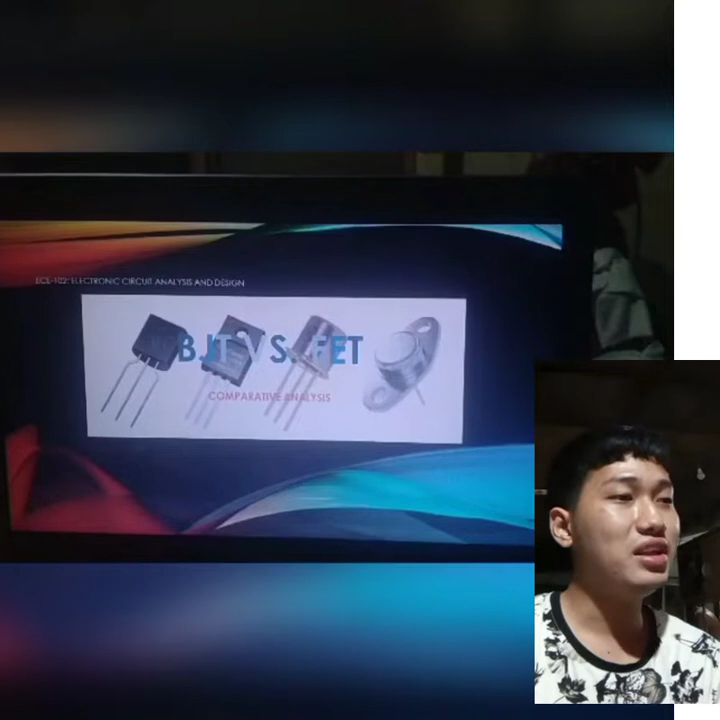 ECE-102: ELECTRONIC CIRCUIT ANALYSIS AND DESIGN
BJT VS. FET
COMPARATIVE ANALYSIS